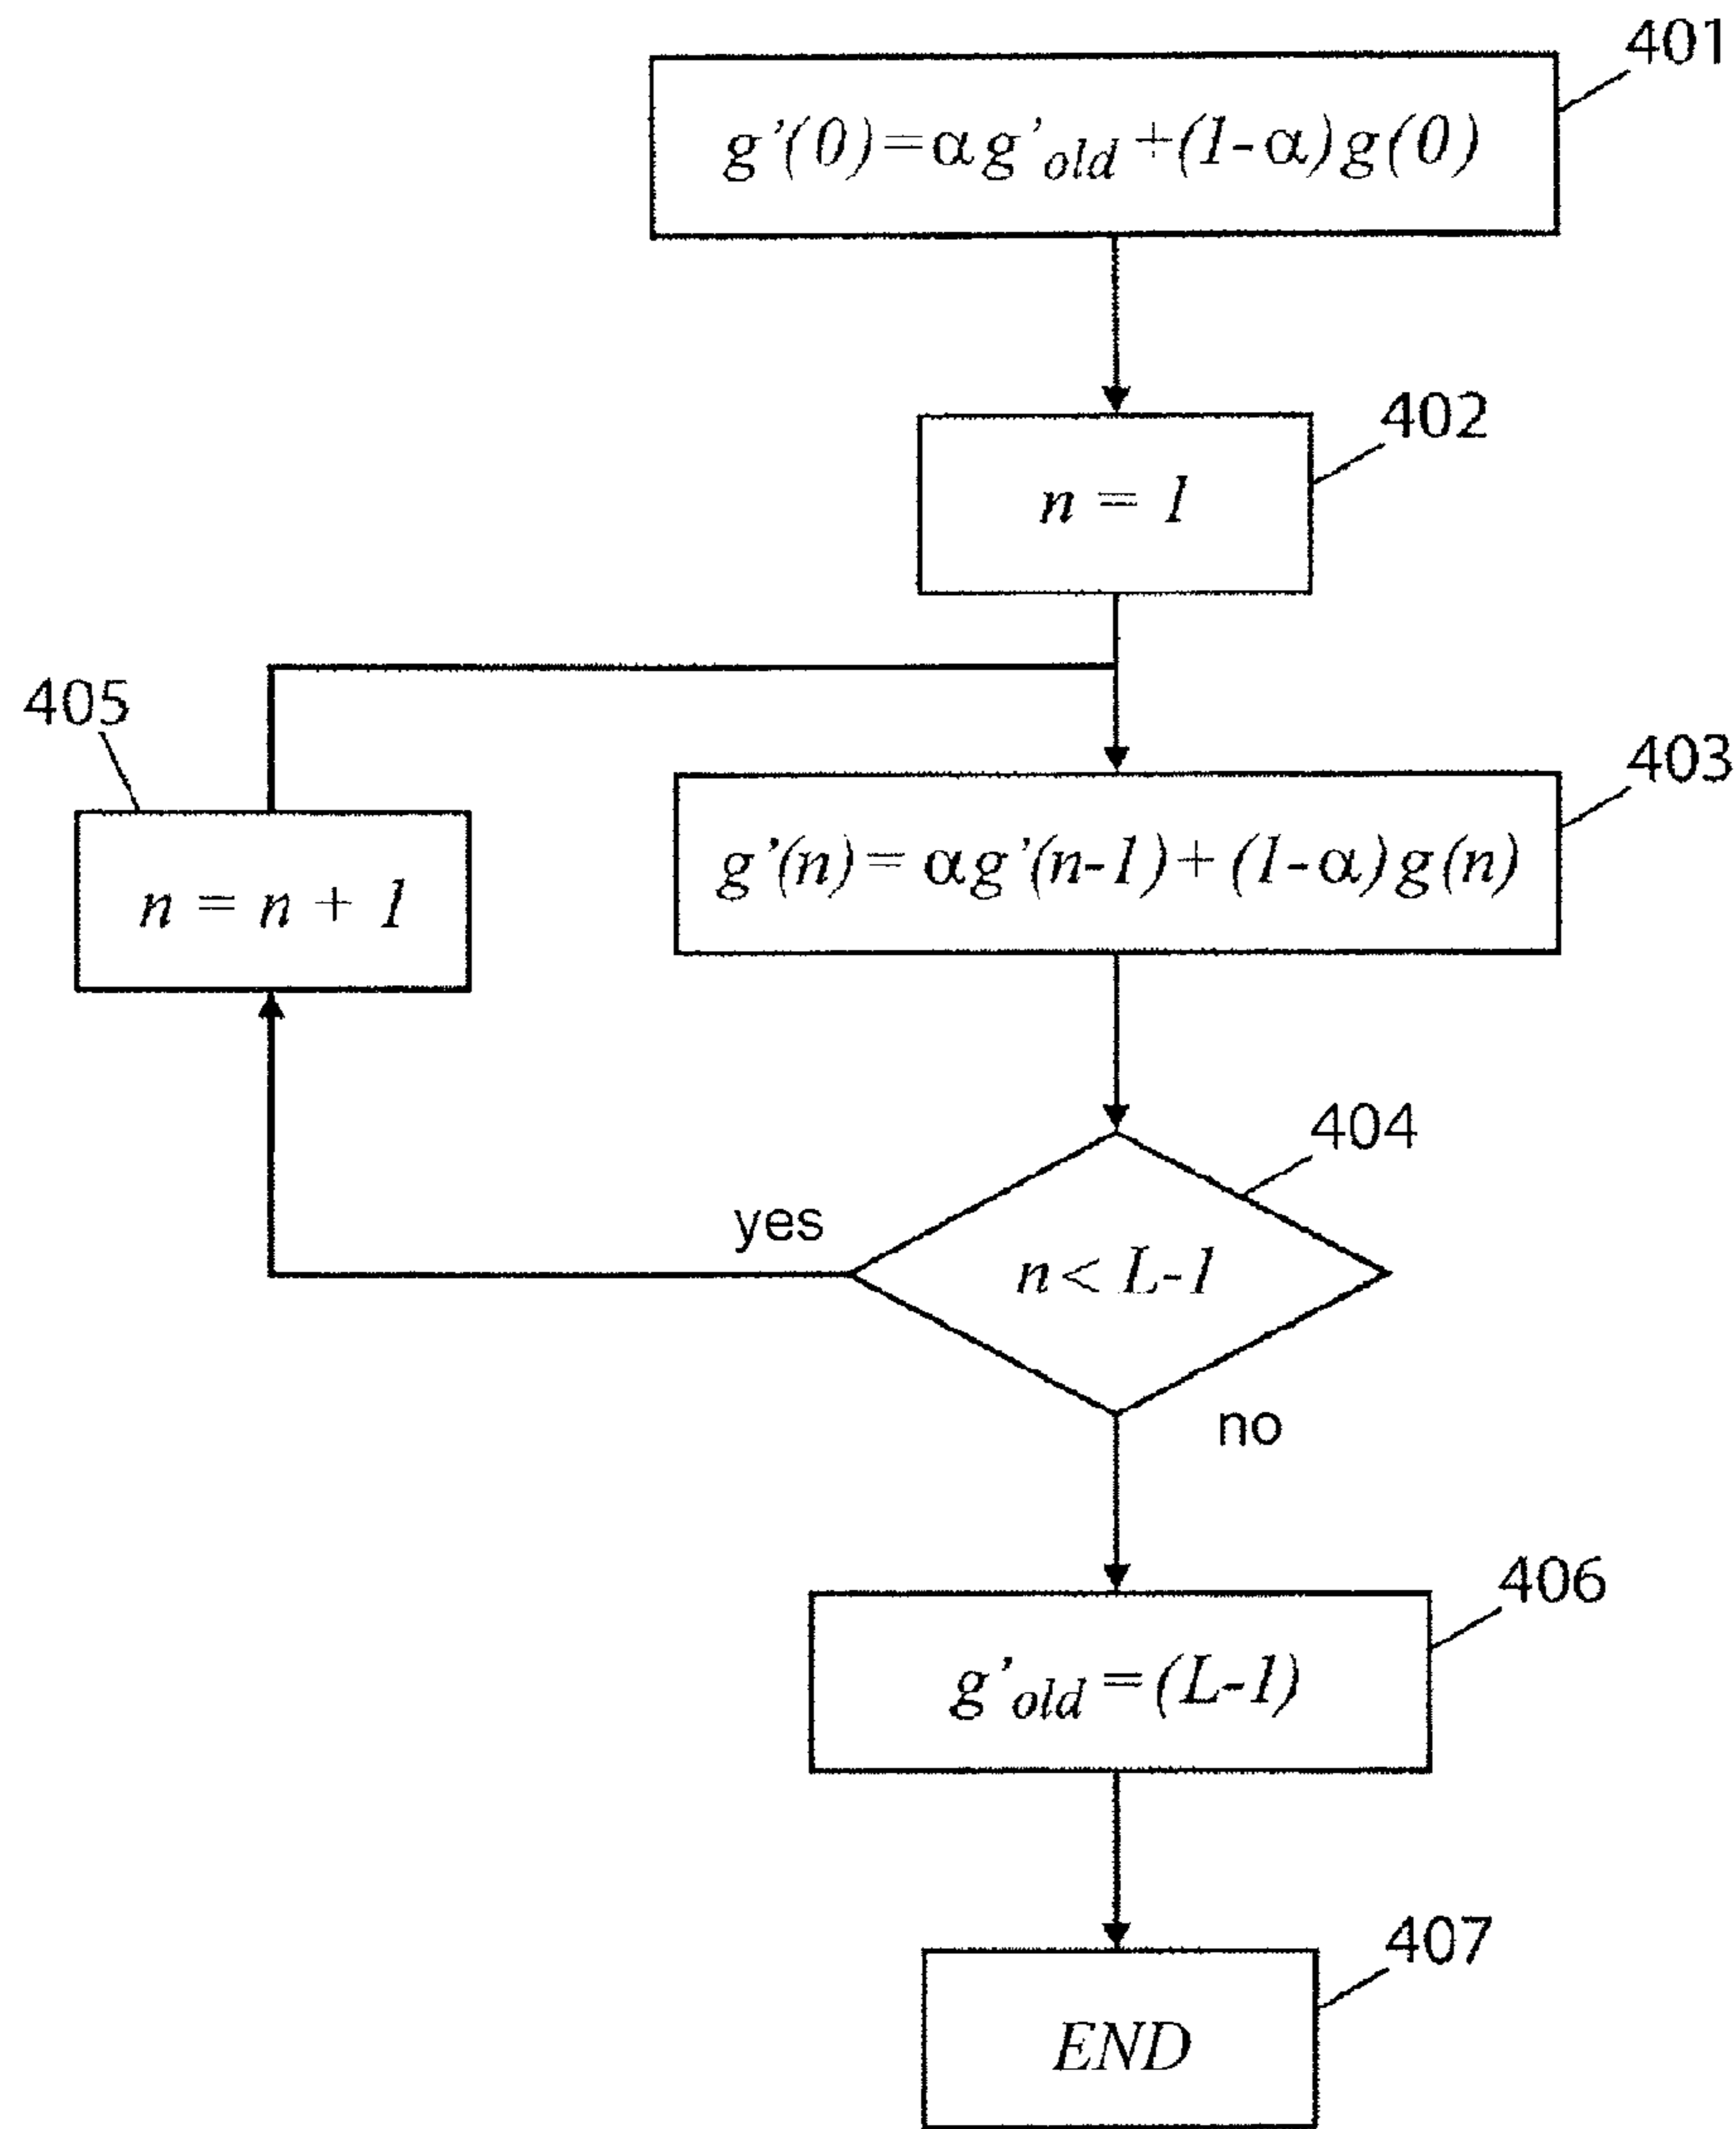 401
g’(0)=αg’old+(1-α)g(0)
402
n = 1
405
403
n = n + 1
g’(n)=αg’(n-1)+(1-α)g(n)
404
yes
n< L-1
no
406
g’old=(L-1)
407
END